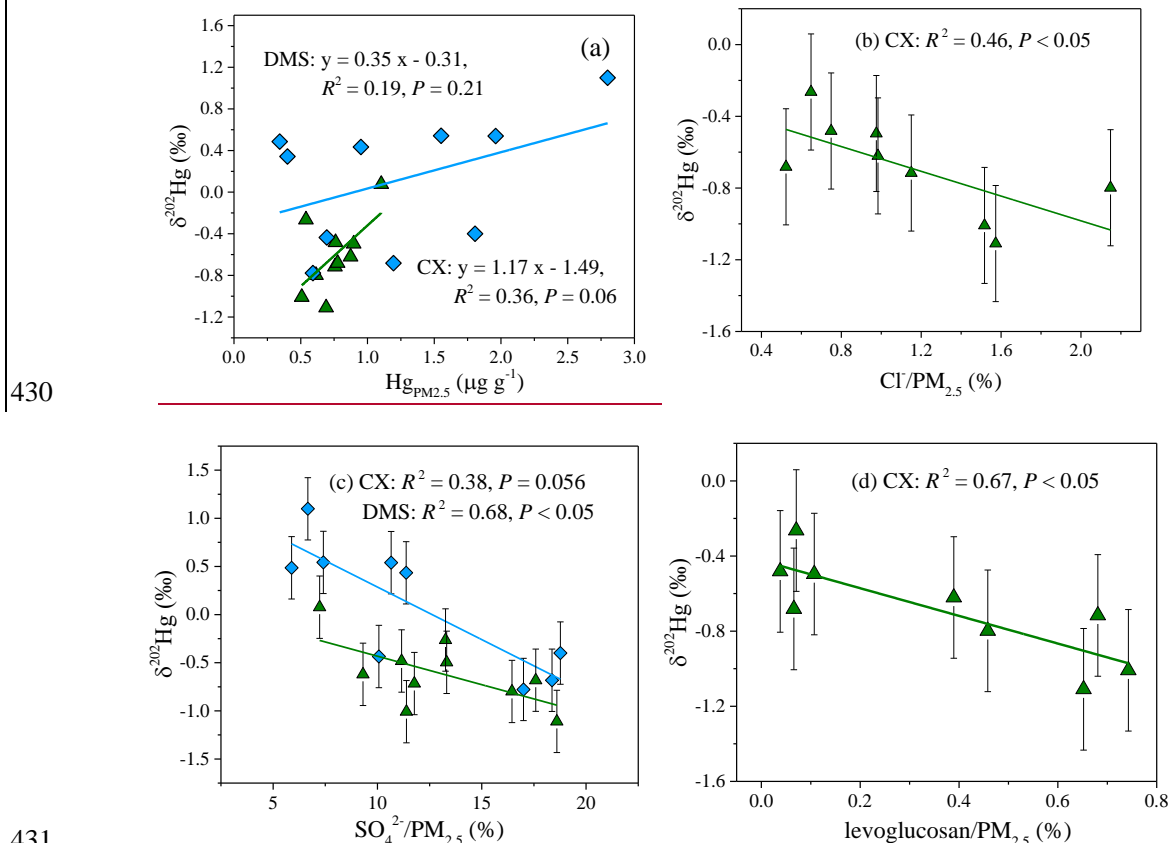 (a)
DMS: y = 0.35 x - 0.31,
R² = 0.19, P = 0.21
CX: y = 1.17 x - 1.49,
R² = 0.36, P = 0.06
δ²⁰²Hg (‰)
1.6
1.2
0.8
0.4
0.0
-0.4
-0.8
-1.2
0.0 0.5 1.0 1.5 2.0 2.5 3.0
Hg_PM2.5 (μg g⁻¹)
(b) CX: R² = 0.46, P < 0.05
δ²⁰²Hg (‰)
0.0
-0.4
-0.8
-1.2
-1.6
0.4 0.8 1.2 1.6 2.0
Cl⁻/PM₂.₅ (%)
430
(c) CX: R² = 0.38, P = 0.056
DMS: R² = 0.68, P < 0.05
δ²⁰²Hg (‰)
1.5
1.0
0.5
0.0
-0.5
-1.0
-1.5
5 10 15 20
SO₄²⁻/PM₂.₅ (%)
(d) CX: R² = 0.67, P < 0.05
δ²⁰²Hg (‰)
0.0
-0.4
-0.8
-1.2
-1.6
0.0 0.2 0.4 0.6 0.8
levoglucosan/PM₂.₅ (%)
431